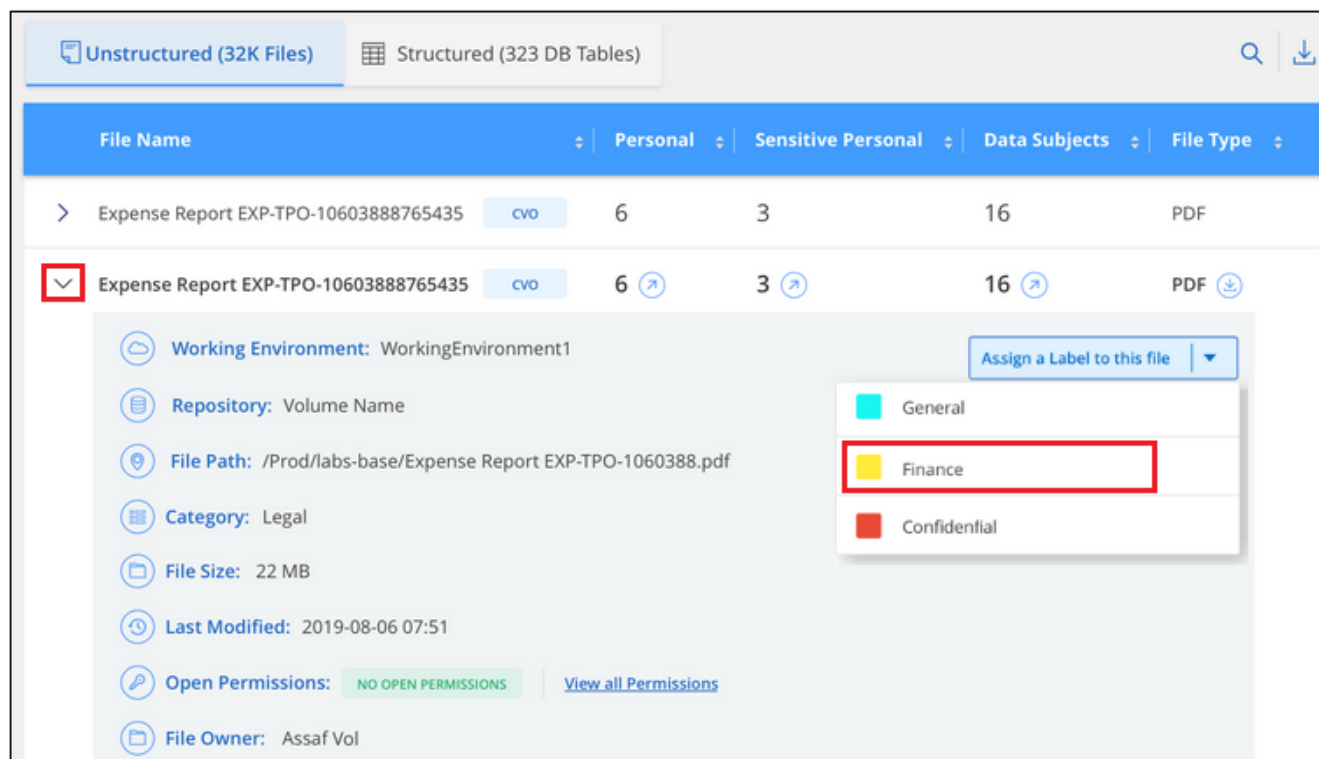 Unstructured (32K Files) Structured (323 DB Tables)
File Name Personal Sensitive Personal Data Subjects File Type
Expense Report EXP-TPO-10603888765435 CVO 6 3 16 PDF
Expense Report EXP-TPO-10603888765435 CVO 6 3 16 PDF
Working Environment: WorkingEnvironment1
Assign a Label to this file
Repository: Volume Name
General
File Path: /Prod/labs-base/Expense Report EXP-TPO-1060388.pdf
Finance
Category: Legal
Confidential
File Size: 22 MB
Last Modified: 2019-08-06 07:51
Open Permissions: NO OPEN PERMISSIONS View all Permissions
File Owner: Assaf Vol